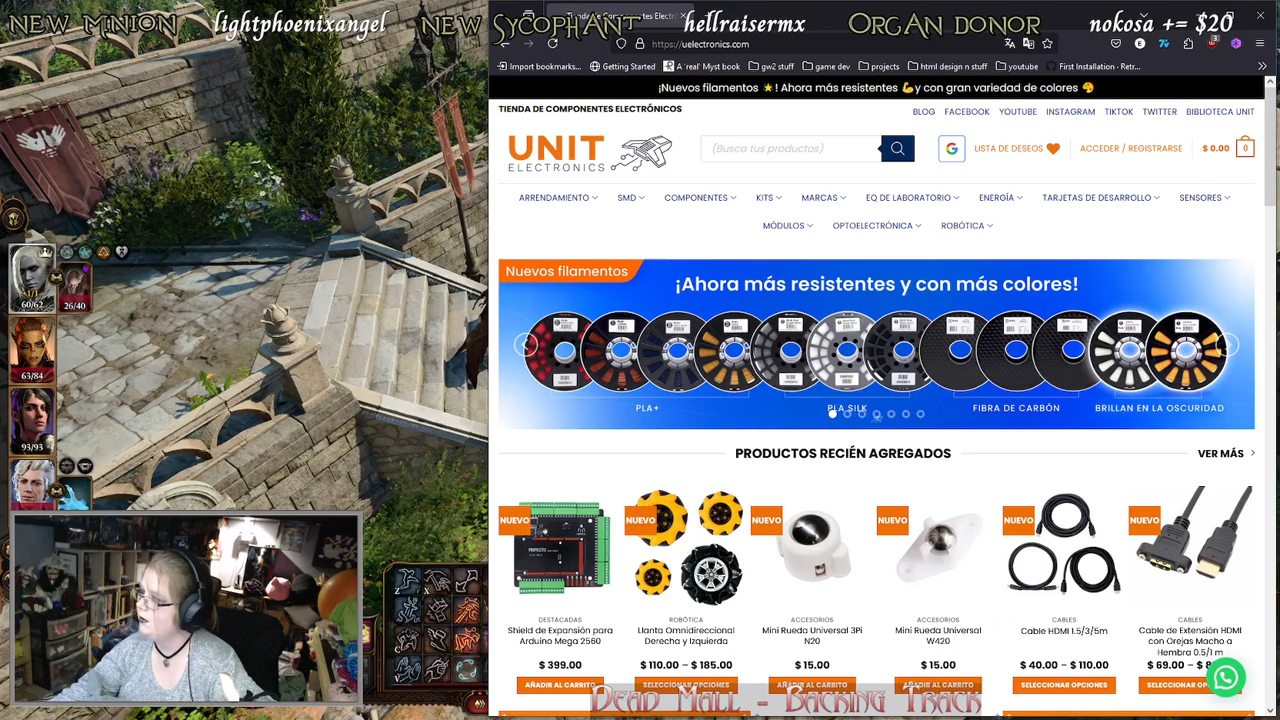 NEW MINION lightphoenixangel NEW SYCOPHANT hellraisermx ORGAN DONOR nokosa += $20
https://uelectronics.com
Import bookmarks... Getting Started A 'real' Myst book gw2 stuff game dev projects html design n stuff youtube First Installation - Retr...
¡Nuevos filamentos ! Ahora más resistentes y con gran variedad de colores
TIENDA DE COMPONENTES ELECTRÓNICOS
BLOG FACEBOOK YOUTUBE INSTAGRAM TIKTOK TWITTER BIBLIOTECA UNIT
UNIT
ELECTRONICS
(Busca tus productos)
G
LISTA DE DESEOS
ACCEDER / REGISTRARSE
$ 0.00 0
ARRENDAMIENTO SMD COMPONENTES KITS MARCAS EQ DE LABORATORIO ENERGÍA TARJETAS DE DESARROLLO SENSORES
MÓDULOS OPTOELECTRÓNICA ROBÓTICA
Nuevos filamentos
¡Ahora más resistentes y con más colores!
PLA+ PLA SILK FIBRA DE CARBÓN BRILLAN EN LA OSCURIDAD
PRODUCTOS RECIÉN AGREGADOS
VER MÁS
NUEVO NUEVO NUEVO NUEVO NUEVO NUEVO
DESTACADAS
Shield de Expansión para
Arduino Mega 2560
$ 399.00
AÑADIR AL CARRITO
ROBÓTICA
Llanta Omnidireccional
Derecha y Izquierda
$ 110.00 – $ 185.00
SELECCIONAR OPCIONES
ACCESORIOS
Mini Rueda Universal 3Pi
N20
$ 15.00
AÑADIR AL CARRITO
ACCESORIOS
Mini Rueda Universal
W420
$ 15.00
AÑADIR AL CARRITO
CABLES
Cable HDMI 1.5/3/5m
$ 40.00 – $ 110.00
SELECCIONAR OPCIONES
CABLES
Cable de Extensión HDMI
con Orejas Macho a
Hembra 0.5/1 m
$ 69.00 – $
SELECCIONAR
60/62
26/40
63/84
93/93
DEAD MALL - BACKING TRACK